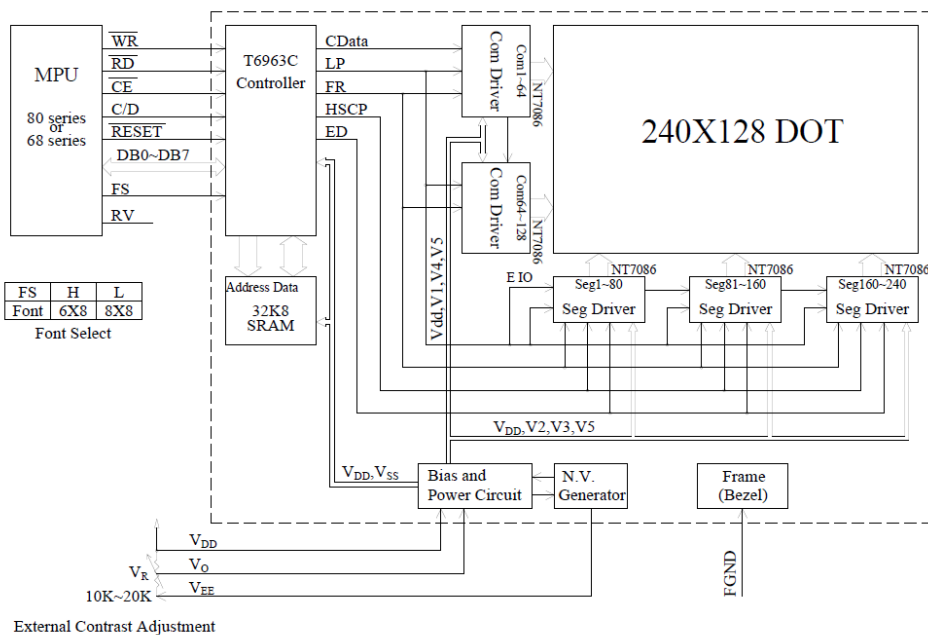 MPU
80 series
or
68 series
WR
RD
CE
C/D
RESET
DB0~DB7
FS
RV
T6963C
Controller
CData
LP
FR
HSCP
ED
Com Driver
Com1~64
NT7086
Com Driver
Com64~128
NT7086
240X128 DOT
Address Data
32K8
SRAM
FS H L
Font 6X8 8X8
Font Select
Vdd,V1,V4,V5
E IO
NT7086
Seg1~80
Seg Driver
NT7086
Seg81~160
Seg Driver
NT7086
Seg160~240
Seg Driver
VDD,V2,V3,V5
VDD,VSS
Bias and
Power Circuit
N.V.
Generator
Frame
(Bezel)
VDD
VO
VR
VEE
10K~20K
FGND
External Contrast Adjustment